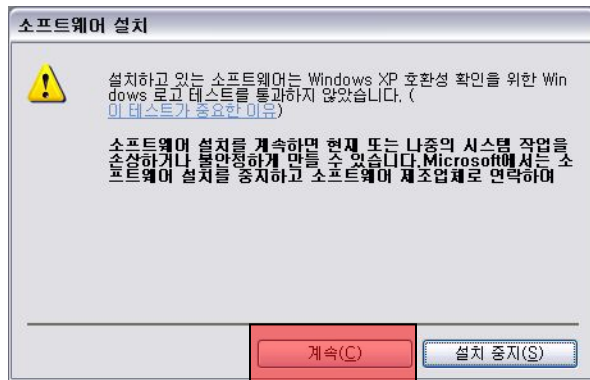 소프트웨어 설치
설치하고 있는 소프트웨어는 Windows XP 호환성 확인을 위한 Win
dows 로고 테스트를 통과하지 않았습니다. (
이 테스트가 중요한 이유)
소프트웨어 설치를 계속하면 현재 또는 나중의 시스템 작업을
손상하거나 불안정하게 만들 수 있습니다.Microsoft에서는 소
프트웨어 설치를 중지하고 소프트웨어 제조업체로 연락하여
계속(C)
설치 중지(S)